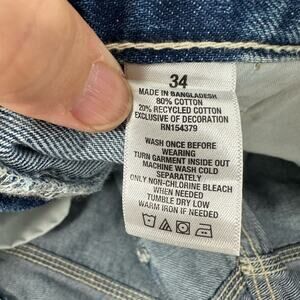 34
MADE IN BANGLADESH
80% COTTON
20% RECYCLED COTTON
EXCLUSIVE OF DECORATION
RN154379
WASH ONCE BEFORE
WEARING
TURN GARMENT INSIDE OUT
MACHINE WASH COLD
SEPARATELY
ONLY NON-CHLORINE BLEACH
WHEN NEEDED
TUMBLE DRY LOW
WARM IRON IF NEEDED